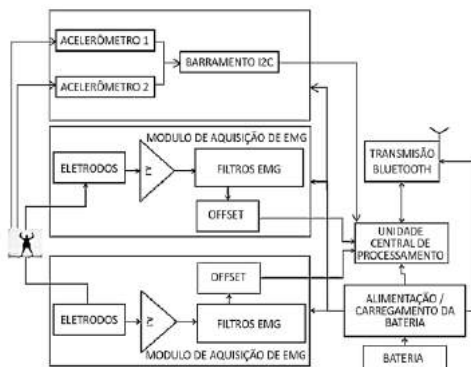 ACELERÔMETRO 1
BARRAMENTO I2C
ACELERÔMETRO 2
MODULO DE AQUISIÇÃO DE EMG
ELETRODOS
FILTROS EMG
OFFSET
TRANSMISSÃO
BLUETOOTH
UNIDADE
CENTRAL DE
PROCESSAMENTO
OFFSET
ELETRODOS
FILTROS EMG
MODULO DE AQUISIÇÃO DE EMG
ALIMENTAÇÃO /
CARREGAMENTO DA
BATERIA
BATERIA